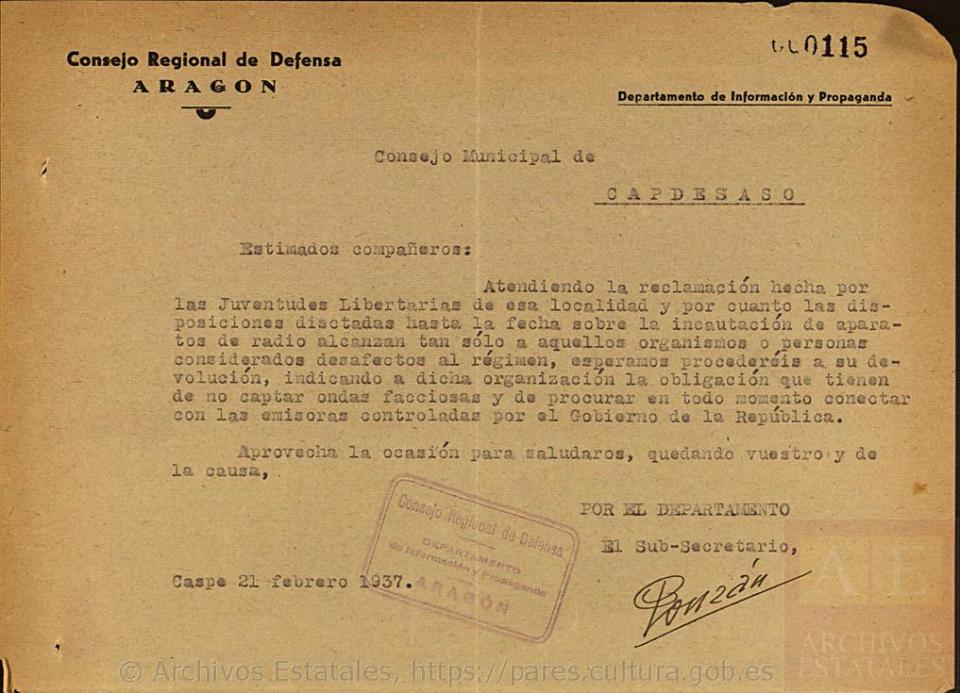 Consejo Regional de Defensa
ARAGON
0115
Departamento de Información y Propaganda
Consejo Municipal de
CAPDESASO
Estimados compañeros:
Atendiendo la reclamación hecha por
las Juventudes Libertarias de esa localidad y por cuanto las dis-
posiciones disctadas hasta la fecha sobre la incautación de apara-
tos de radio alcanzan tan sólo a aquellos organismos o personas
considerados desafectos al régimen, esperamos procederéis a su de-
volución, indicando a dicha organización la obligación que tienen
de no captar ondas facciosas y de procurar en todo momento conectar
con las emisoras controladas por el Gobierno de la República.
Aprovecha la ocasión para saludaros, quedando vuestro y de
la causa,
POR EL DEPARTAMENTO
El Sub-Secretario,
Consejo Regional de Defensa
DEPARTAMENTO
de Información y Propaganda
ARAGÓN
Caspe 21 febrero 1937.
Ponzán
AE
ARCHIVOS
ESTATALES
© Archivos Estatales, https://pares.cultura.gob.es